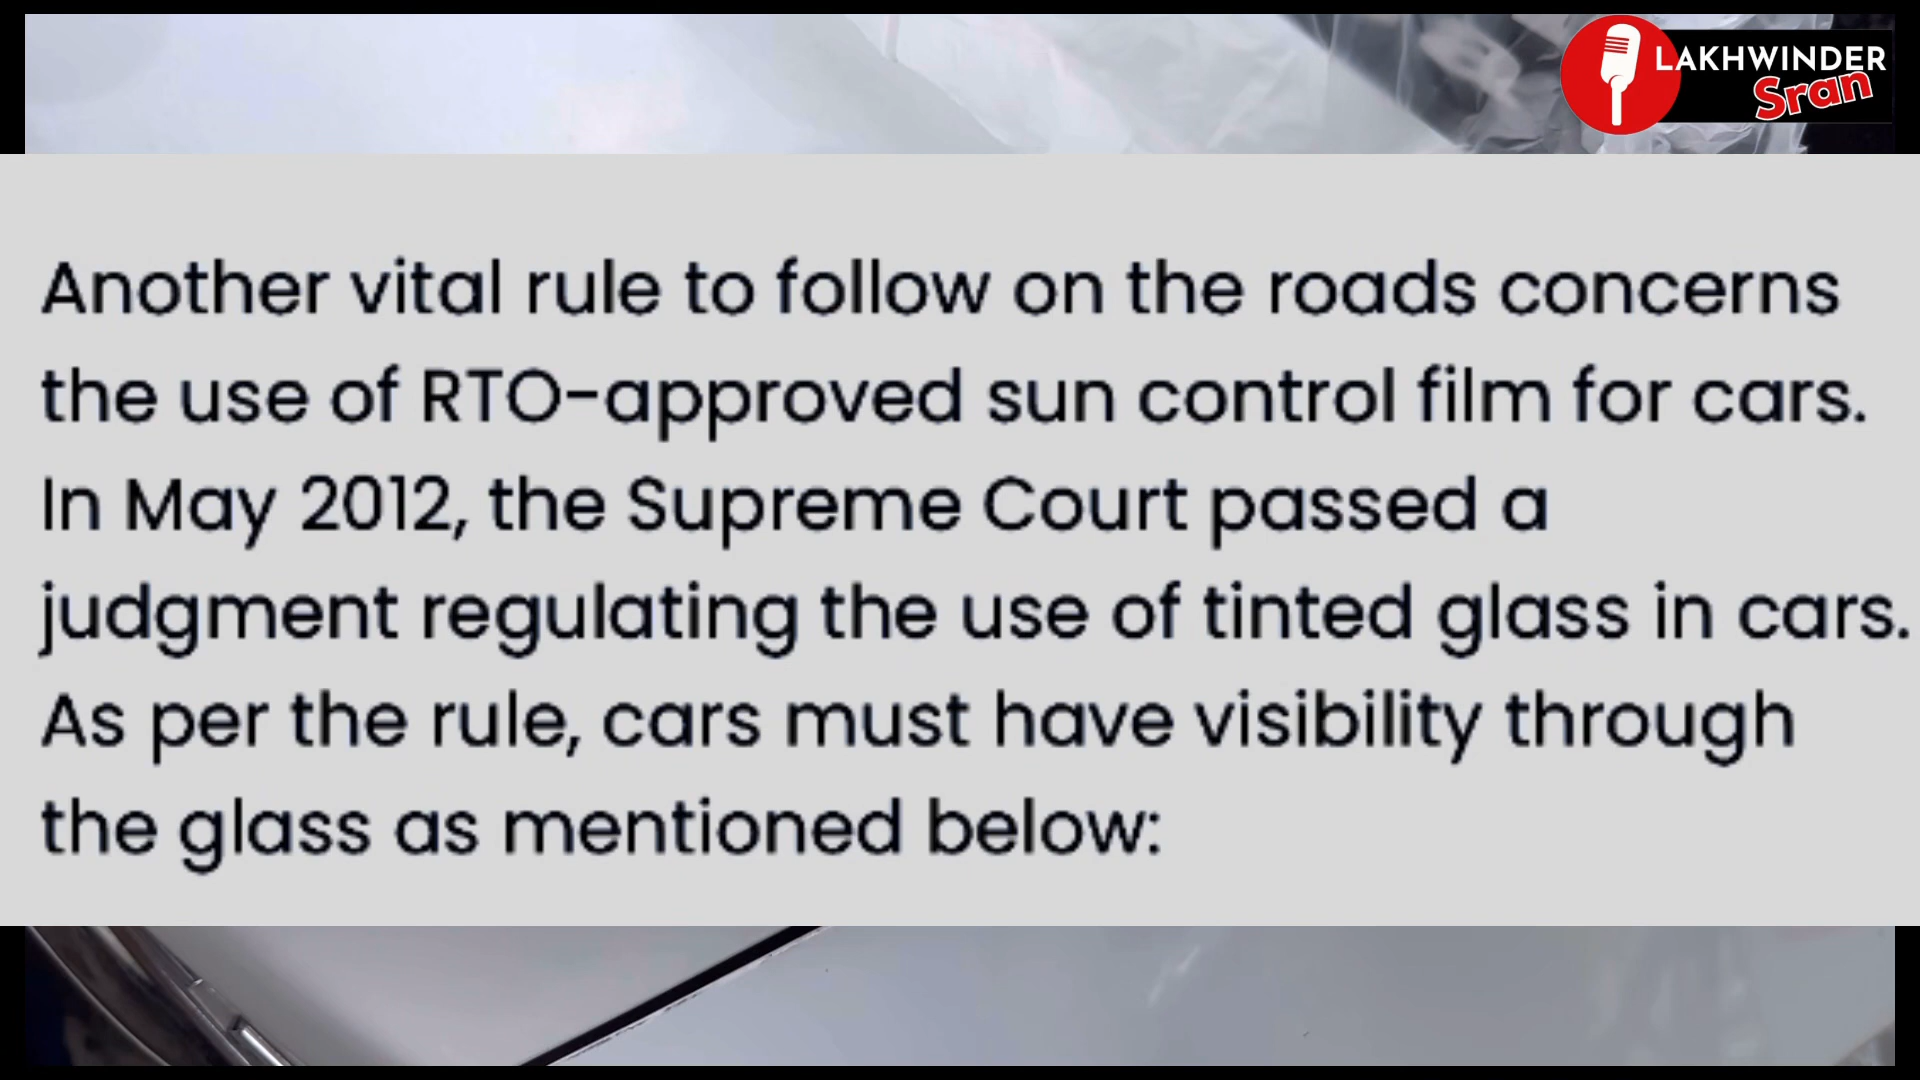 LAKHWINDER
Sran
Another vital rule to follow on the roads concerns
the use of RTO-approved sun control film for cars.
In May 2012, the Supreme Court passed a
judgment regulating the use of tinted glass in cars.
As per the rule, cars must have visibility through
the glass as mentioned below: